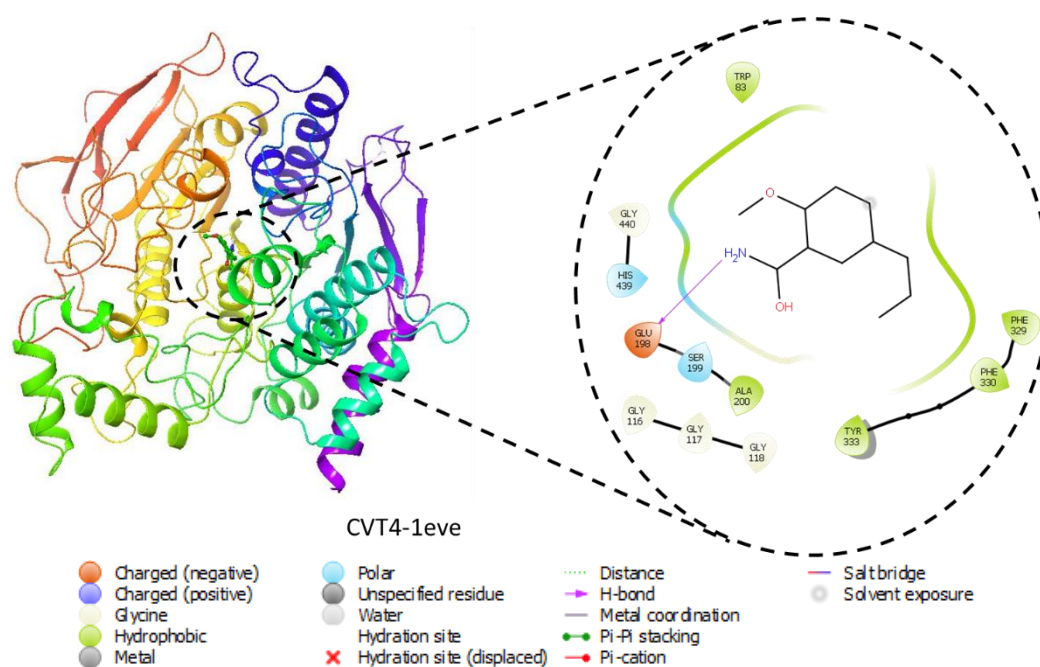 TRP
83
O
GLY
440
H₂N
HIS
439
OH
GLU
198
SER
199
ALA
200
PHE
329
PHE
330
TYR
333
GLY
116
GLY
117
GLY
118
CVT4-1eve
Charged (negative)
Charged (positive)
Glycine
Hydrophobic
Metal
Polar
Unspecified residue
Water
Hydration site
Hydration site (displaced)
Distance
H-bond
Metal coordination
Pi-Pi stacking
Pi-cation
Salt bridge
Solvent exposure